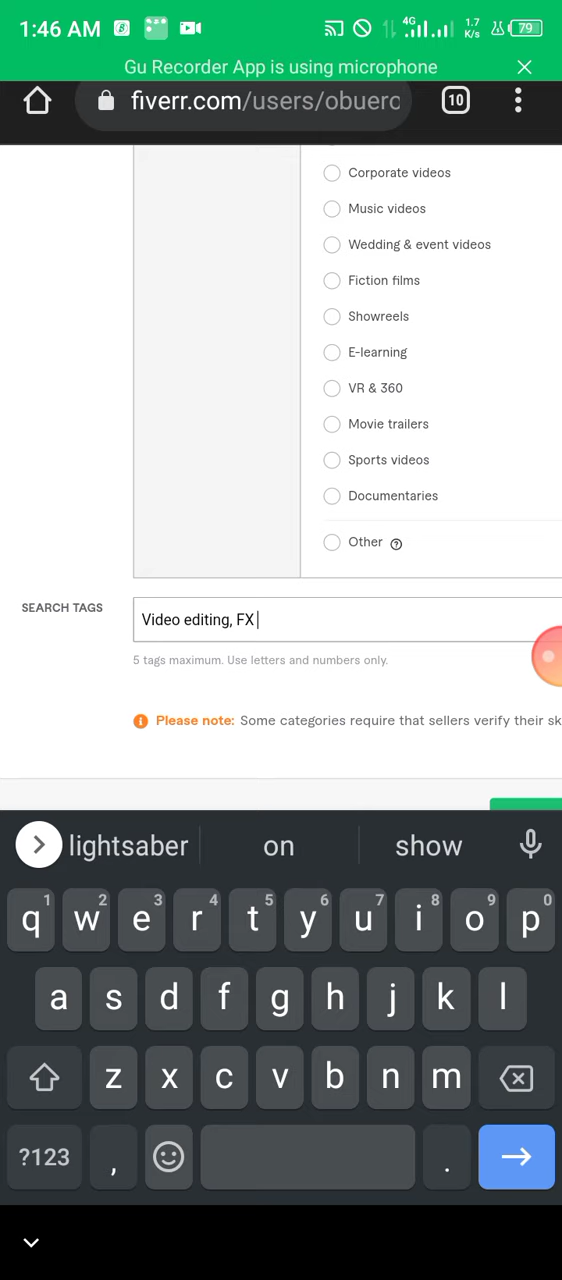 1:46 AM 4G 1.7 K/s 79
Gu Recorder App is using microphone
fiverr.com/users/obuero 10
Corporate videos
Music videos
Wedding & event videos
Fiction films
Showreels
E-learning
VR & 360
Movie trailers
Sports videos
Documentaries
Other ?
SEARCH TAGS
Video editing, FX
5 tags maximum. Use letters and numbers only.
Please note: Some categories require that sellers verify their sk
lightsaber on show
1 2 3 4 5 6 7 8 9 0
q w e r t y u i o p
a s d f g h j k l
z x c v b n m
?123 , .